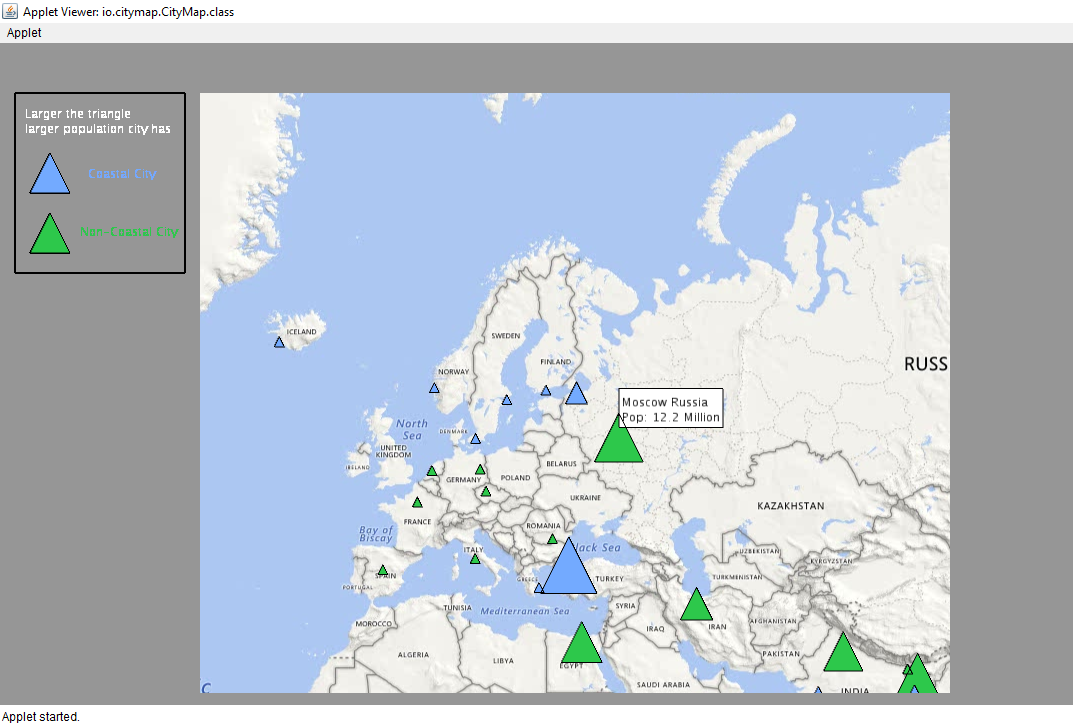 Applet Viewer: io.citymap.CityMap.class
Applet
Larger the triangle
larger population city has
Coastal City
Non-Coastal City
RUSS
ICELAND
SWEDEN
FINLAND
NORWAY
Moscow Russia
Pop: 12.2 Million
North
Sea
DENMARK
UNITED
KINGDOM
IRELAND
BELARUS
GERMANY
POLAND
UKRAINE
KAZAKHSTAN
FRANCE
ROMANIA
Bay of
Biscay
ITALY
lack Sea
UZBEKISTAN
KYRGYZSTAN
SPAIN
PORTUGAL
GREECE
TURKEY
TURKMENISTAN
TUNISIA
Mediterranean Sea
SYRIA
MOROCCO
IRAQ
IRAN
AFGHANISTAN
ALGERIA
LIBYA
EGYPT
PAKISTAN
SAUDI ARABIA
INDIA
C
Applet started.